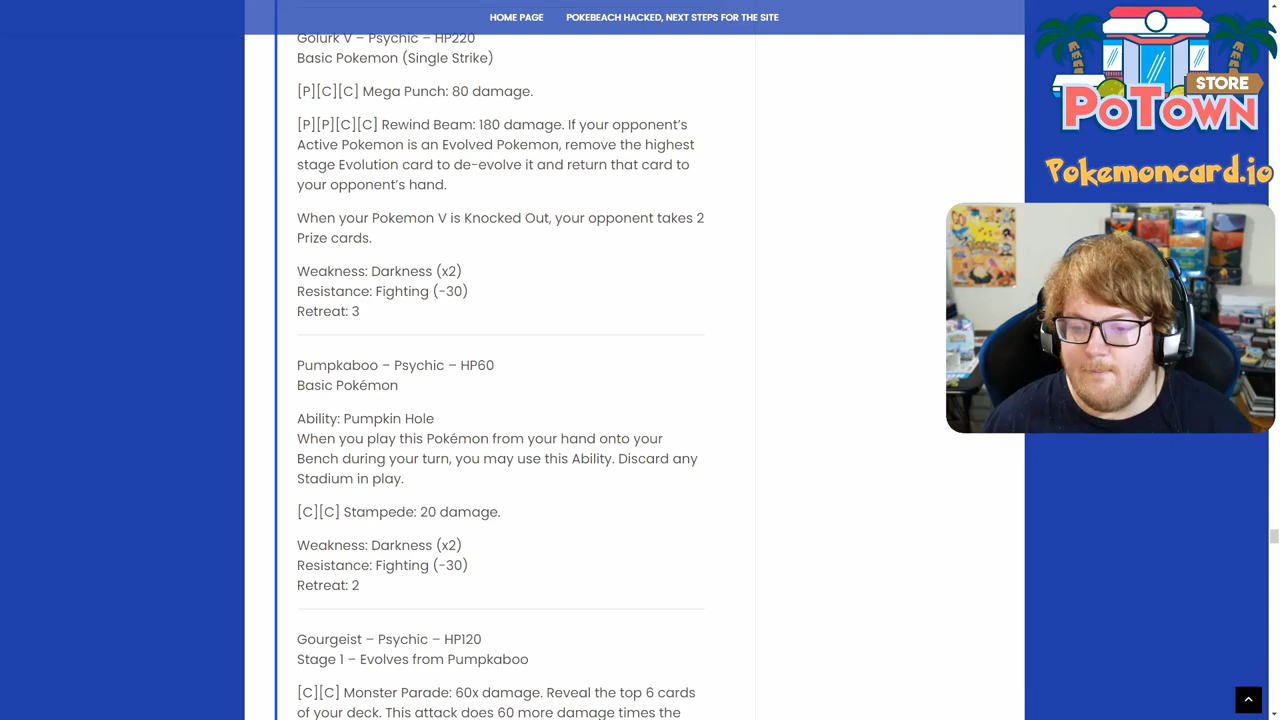 HOME PAGE
POKEBEACH HACKED, NEXT STEPS FOR THE SITE
Golurk V – Psychic – HP220
Basic Pokemon (Single Strike)
[P][C][C] Mega Punch: 80 damage.
[P][P][C][C] Rewind Beam: 180 damage. If your opponent's
Active Pokemon is an Evolved Pokemon, remove the highest
stage Evolution card to de-evolve it and return that card to
your opponent's hand.
When your Pokemon V is Knocked Out, your opponent takes 2
Prize cards.
Weakness: Darkness (x2)
Resistance: Fighting (-30)
Retreat: 3
Pumpkaboo – Psychic – HP60
Basic Pokémon
Ability: Pumpkin Hole
When you play this Pokémon from your hand onto your
Bench during your turn, you may use this Ability. Discard any
Stadium in play.
[C][C] Stampede: 20 damage.
Weakness: Darkness (x2)
Resistance: Fighting (-30)
Retreat: 2
Gourgeist – Psychic – HP120
Stage 1 – Evolves from Pumpkaboo
[C][C] Monster Parade: 60x damage. Reveal the top 6 cards
of your deck. This attack does 60 more damage times the
STORE
PoTown
Pokemoncard.io